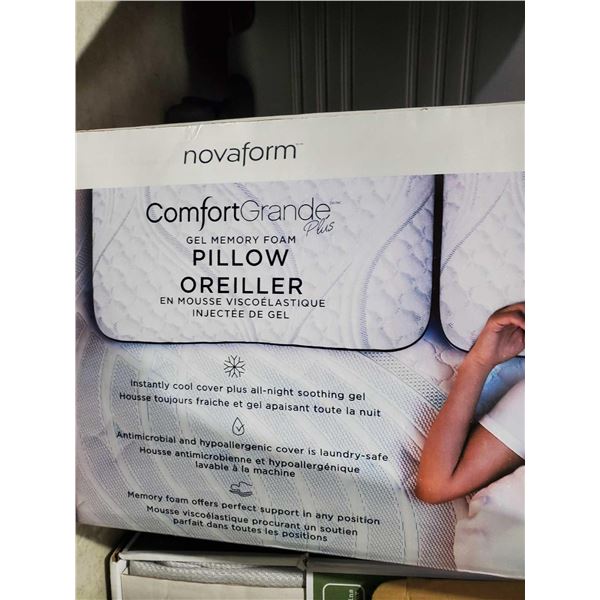 novaform™
ComfortGrande™
Plus
GEL MEMORY FOAM
PILLOW
OREILLER
EN MOUSSE VISCOÉLASTIQUE
INJECTÉE DE GEL
Instantly cool cover plus all-night soothing gel
Housse toujours fraiche et gel apaisant toute la nuit
Antimicrobial and hypoallergenic cover is laundry-safe
Housse antimicrobienne et hypoallergénique
lavable à la machine
Memory foam offers perfect support in any position
Mousse viscoélastique procurant un soutien
parfait dans toutes les positions